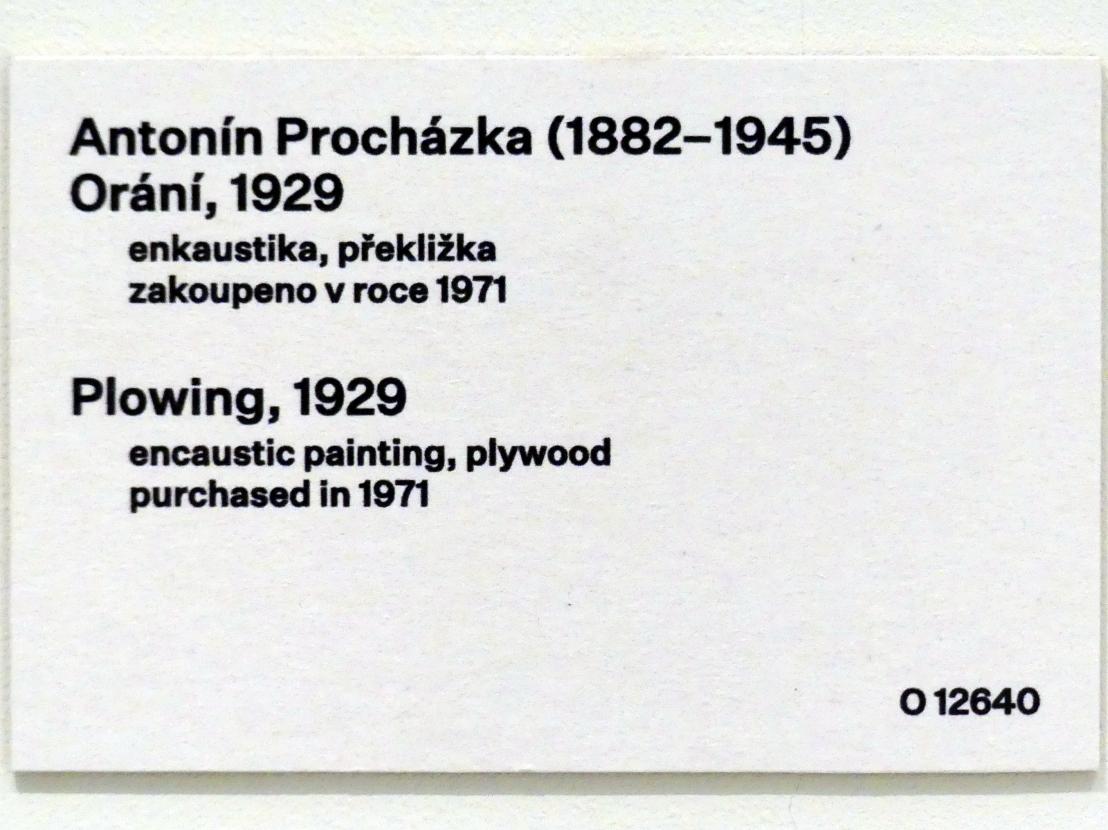 Antonín Procházka (1882–1945)
Orání, 1929
enkaustika, překližka
zakoupeno v roce 1971
Plowing, 1929
encaustic painting, plywood
purchased in 1971
O 12640